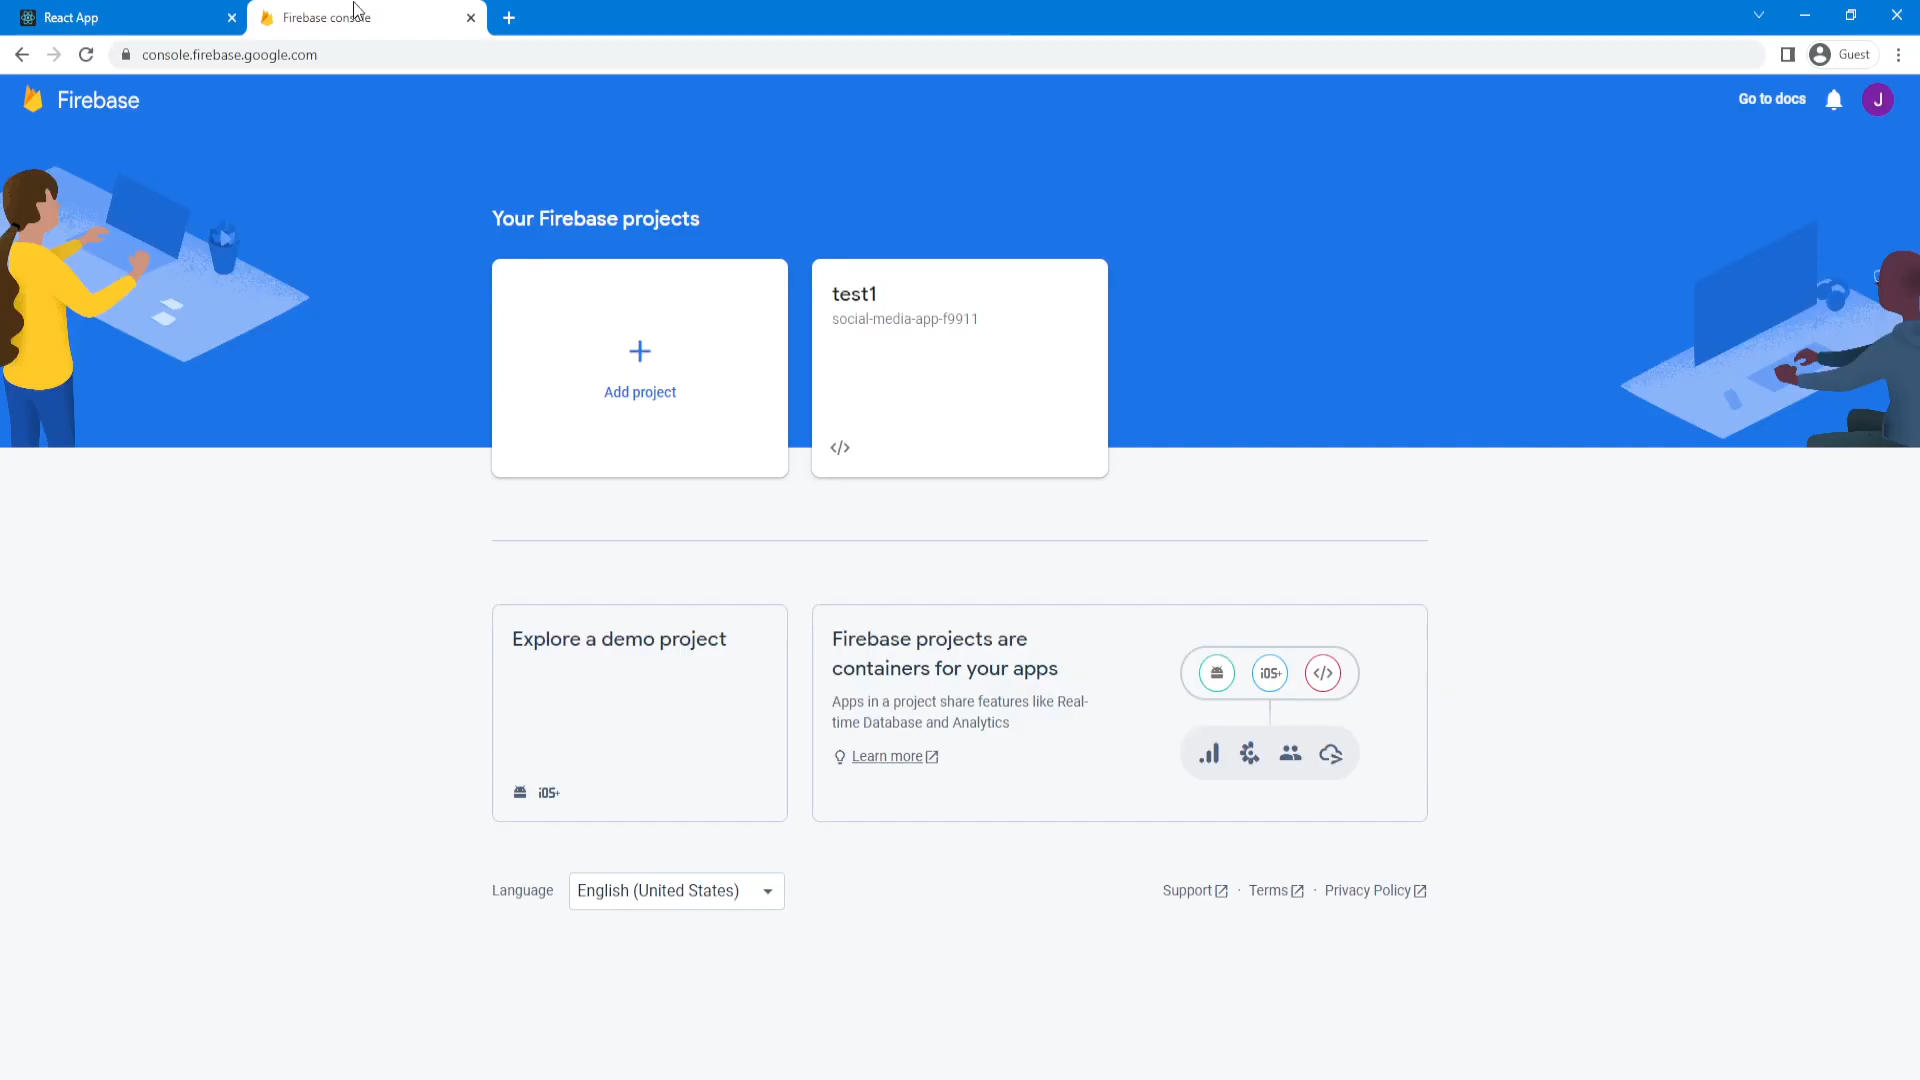 React App
Firebase console
console.firebase.google.com
Guest
Firebase
Go to docs
J
Your Firebase projects
Add project
test1
social-media-app-f9911
</>
Explore a demo project
iOS+
Firebase projects are
containers for your apps
Apps in a project share features like Real-
time Database and Analytics
Learn more
iOS+
</>
Language
English (United States)
Support · Terms · Privacy Policy